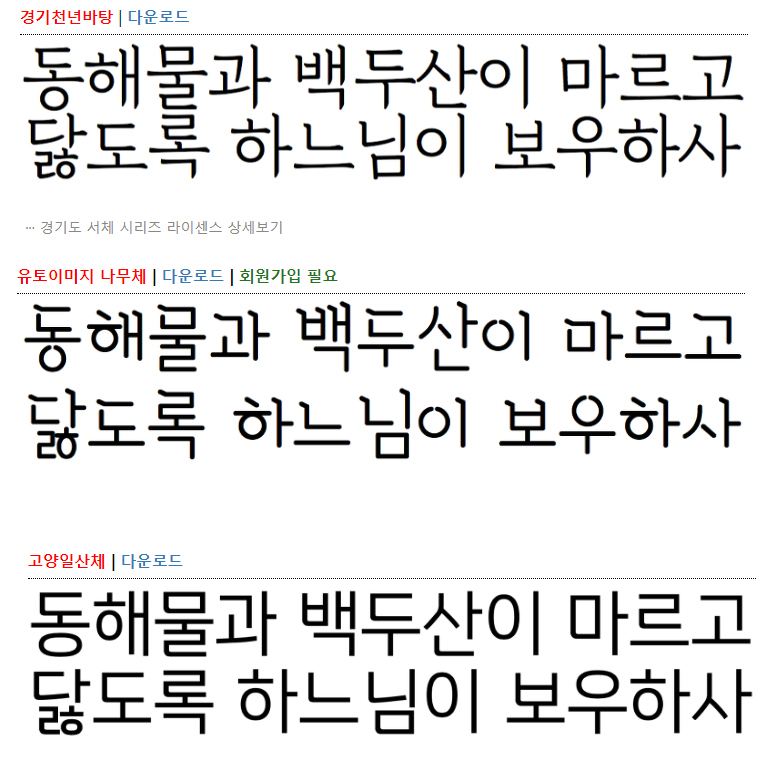 경기천년바탕 | 다운로드
동해물과 백두산이 마르고
닳도록 하느님이 보우하사
··· 경기도 서체 시리즈 라이센스 상세보기
유토이미지 나무체 | 다운로드 | 회원가입 필요
동해물과 백두산이 마르고
닳도록 하느님이 보우하사
고양일산체 | 다운로드
동해물과 백두산이 마르고
닳도록 하느님이 보우하사